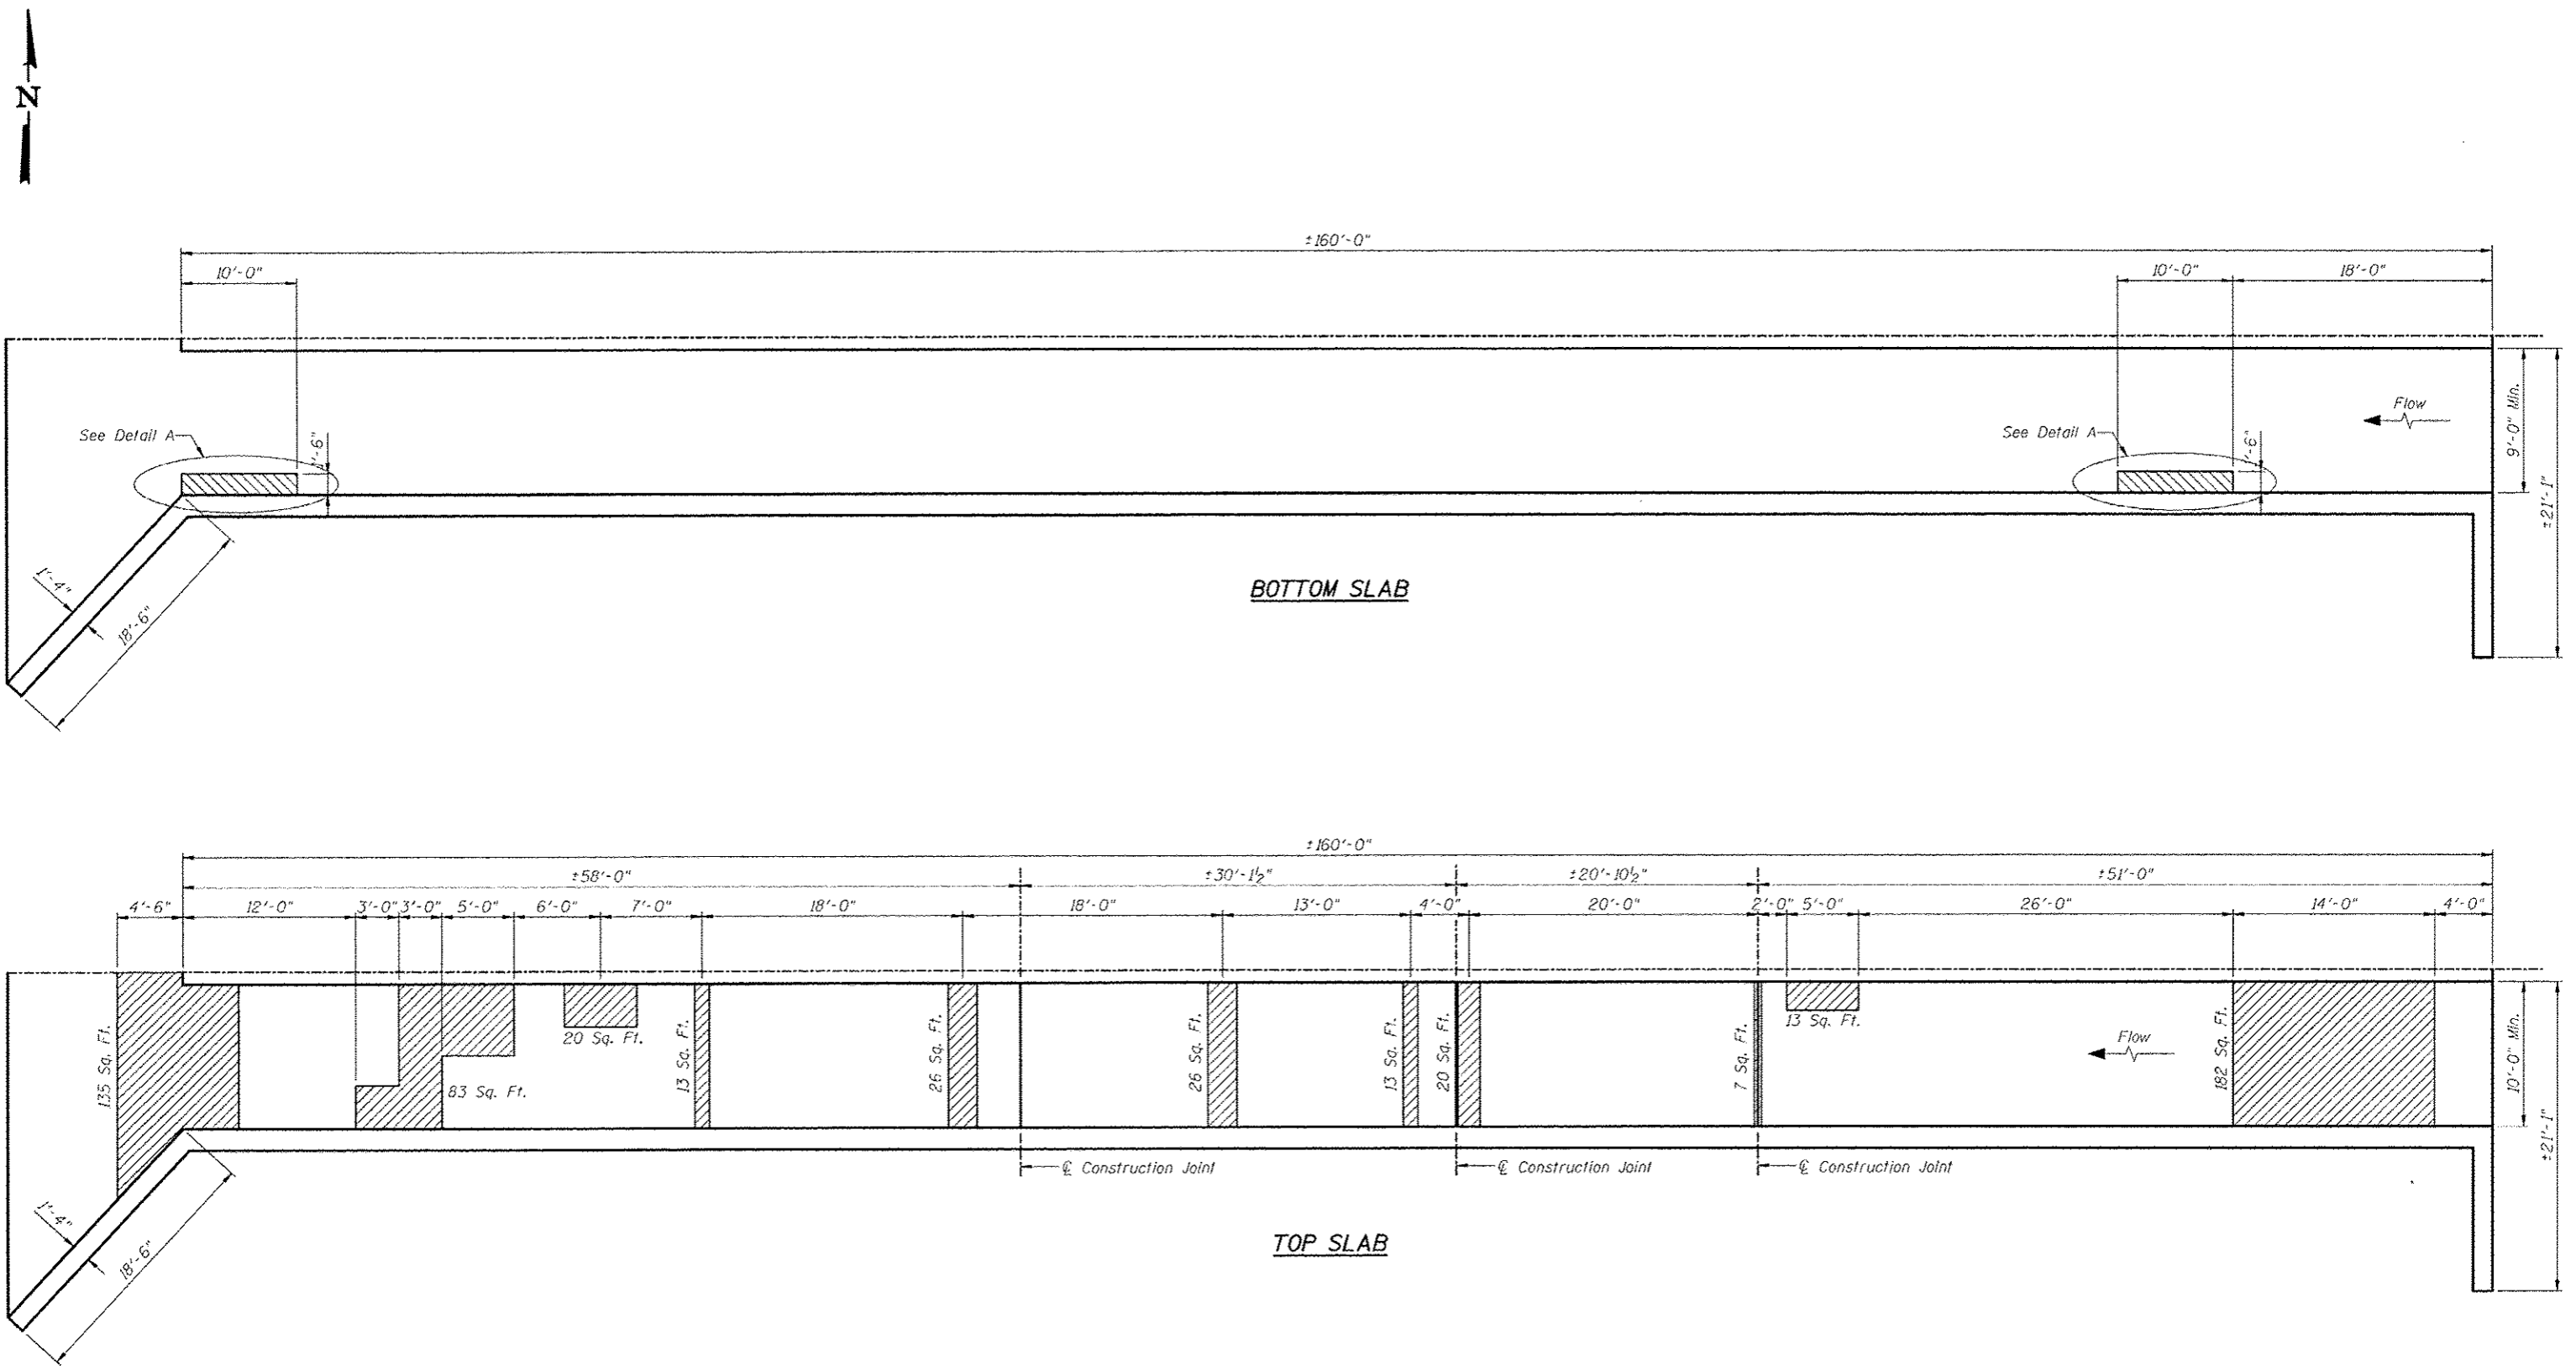 N
±160'-0"
10'-0"
10'-0"
18'-0"
See Detail A
1'-6"
See Detail A
1'-6"
Flow
9'-0" Min.
±21'-1"
1'-4"
18'-6"
BOTTOM SLAB
±160'-0"
±58'-0"
±30'-1½"
±20'-10½"
±51'-0"
4'-6"
12'-0"
3'-0"
3'-0"
5'-0"
6'-0"
7'-0"
18'-0"
18'-0"
13'-0"
4'-0"
20'-0"
2'-0"
5'-0"
26'-0"
14'-0"
4'-0"
135 Sq. Ft.
83 Sq. Ft.
20 Sq. Ft.
13 Sq. Ft.
26 Sq. Ft.
26 Sq. Ft.
13 Sq. Ft.
20 Sq. Ft.
7 Sq. Ft.
13 Sq. Ft.
182 Sq. Ft.
Flow
10'-0" Min.
±21'-1"
℄ Construction Joint
℄ Construction Joint
℄ Construction Joint
1'-4"
18'-6"
TOP SLAB